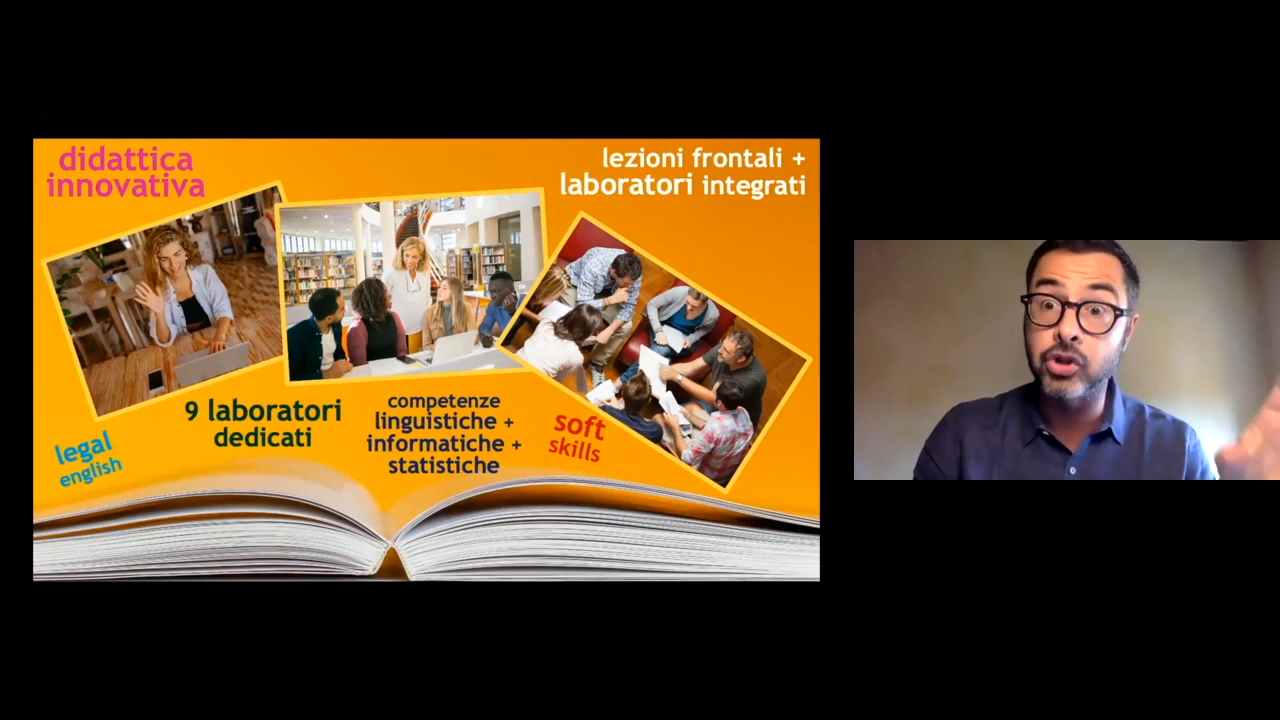 didattica
innovativa
lezioni frontali +
laboratori integrati
9 laboratori
dedicati
competenze
linguistiche +
informatiche +
statistiche
soft
skills
legal
english